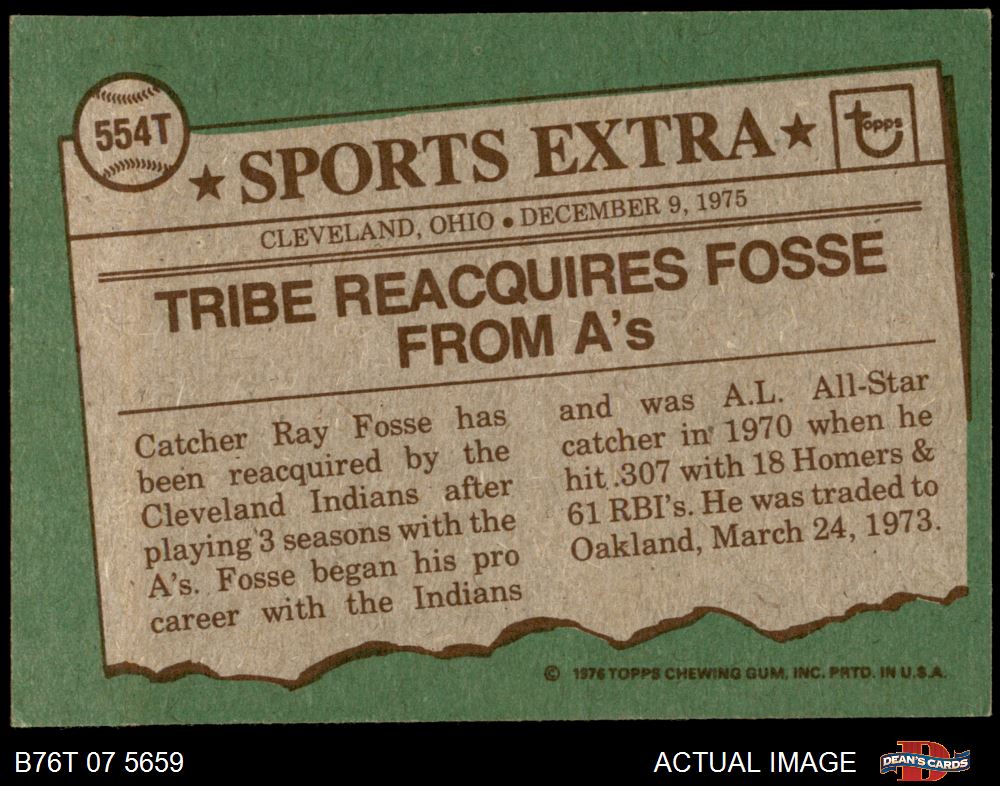 554T
★ SPORTS EXTRA ★
topps
CLEVELAND, OHIO • DECEMBER 9, 1975
TRIBE REACQUIRES FOSSE
FROM A's
Catcher Ray Fosse has
been reacquired by the
Cleveland Indians after
playing 3 seasons with the
A's. Fosse began his pro
career with the Indians
and was A.L. All-Star
catcher in 1970 when he
hit .307 with 18 Homers &
61 RBI's. He was traded to
Oakland, March 24, 1973.
© 1976 TOPPS CHEWING GUM, INC. PRTD. IN U.S.A.
B76T 07 5659
ACTUAL IMAGE
D
DEAN'S CARDS